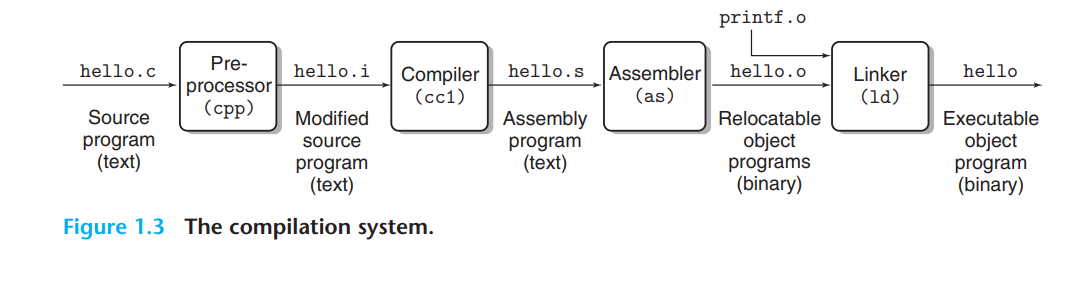 printf.o
hello.c
Pre-
processor
(cpp)
hello.i
Compiler
(cc1)
hello.s
Assembler
(as)
hello.o
Linker
(ld)
hello
Source
program
(text)
Modified
source
program
(text)
Assembly
program
(text)
Relocatable
object
programs
(binary)
Executable
object
program
(binary)
Figure 1.3 The compilation system.